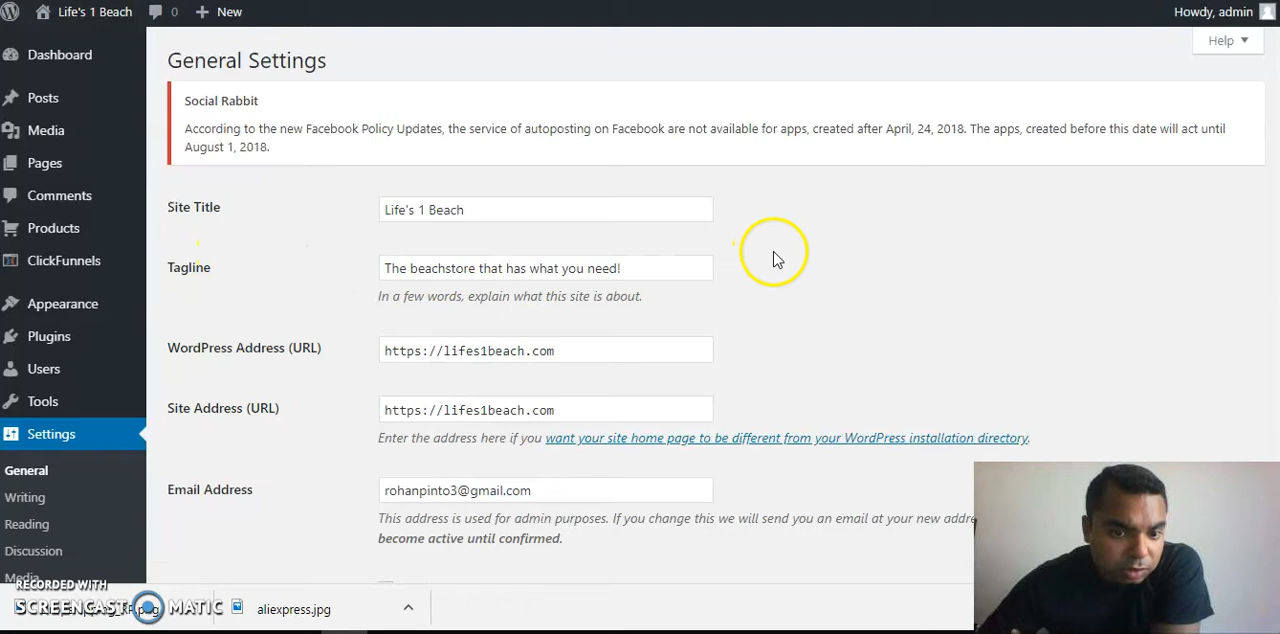 Life's 1 Beach 0 New Howdy, admin
Help
Dashboard
Posts
Media
Pages
Comments
Products
ClickFunnels
Appearance
Plugins
Users
Tools
Settings
General
Writing
Reading
Discussion
Media
General Settings
Social Rabbit
According to the new Facebook Policy Updates, the service of autoposting on Facebook are not available for apps, created after April, 24, 2018. The apps, created before this date will act until
August 1, 2018.
Site Title Life's 1 Beach
Tagline The beachstore that has what you need!
In a few words, explain what this site is about.
WordPress Address (URL) https://lifes1beach.com
Site Address (URL) https://lifes1beach.com
Enter the address here if you want your site home page to be different from your WordPress installation directory.
Email Address rohanpinto3@gmail.com
This address is used for admin purposes. If you change this we will send you an email at your new
become active until confirmed.
RECORDED WITH
SCREENCAST MATIC
aliexpress.jpg